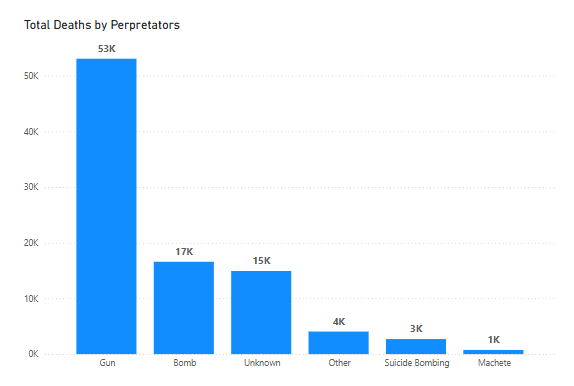 Total Deaths by Perpretators
53K
50K
40K
30K
20K
17K
15K
10K
4K
3K
1K
0K
Gun Bomb Unknown Other Suicide Bombing Machete